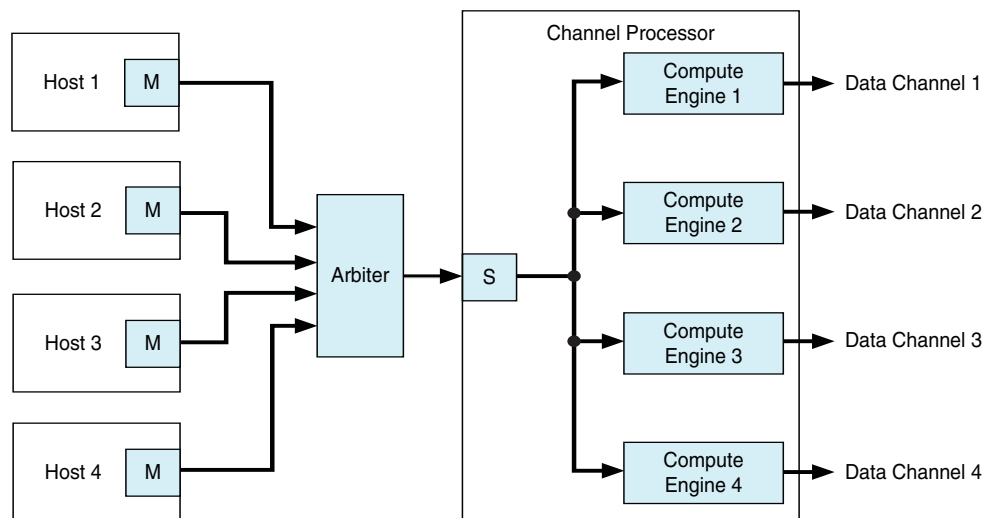 Channel Processor
Host 1
M
Compute
Engine 1
Data Channel 1
Host 2
M
Compute
Engine 2
Data Channel 2
Arbiter
S
Host 3
M
Compute
Engine 3
Data Channel 3
Host 4
M
Compute
Engine 4
Data Channel 4